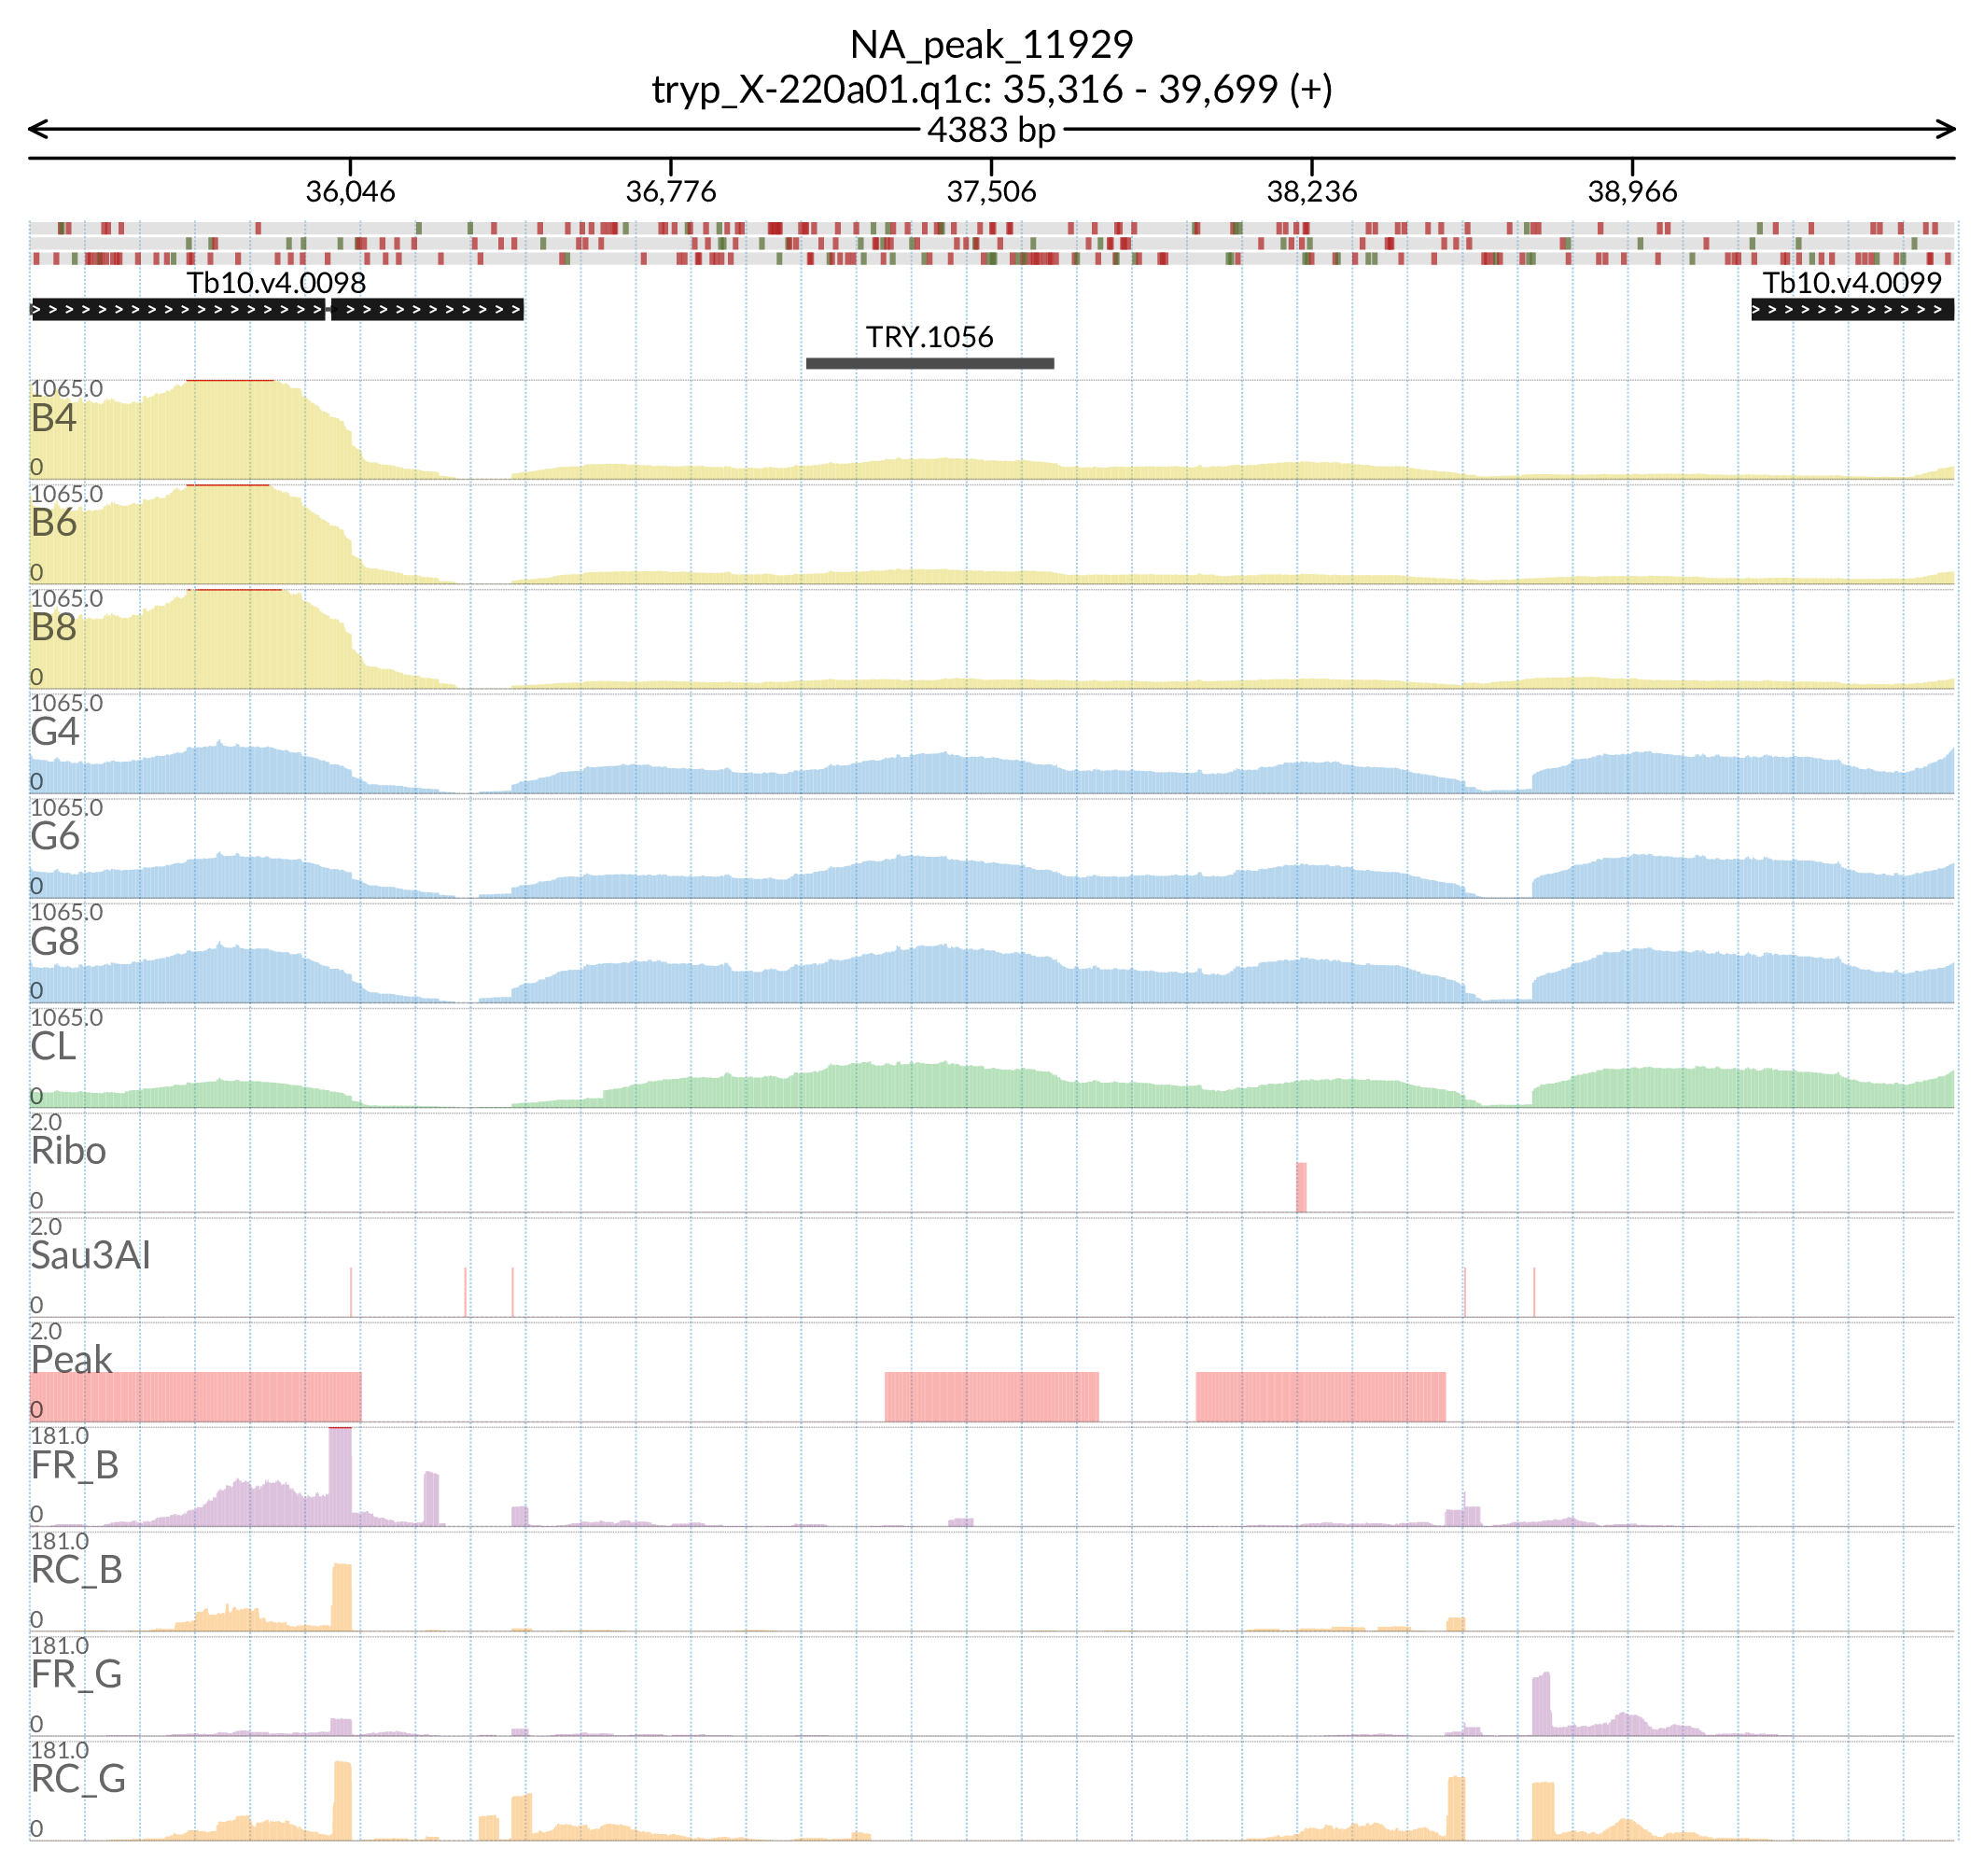 NA_peak_11929
tryp_X-220a01.q1c: 35,316 - 39,699 (+)
4383 bp
36,046 36,776 37,506 38,236 38,966
Tb10.v4.0098 Tb10.v4.0099
TRY.1056
1065.0
B4
0
1065.0
B6
0
1065.0
B8
0
1065.0
G4
0
1065.0
G6
0
1065.0
G8
0
1065.0
CL
0
2.0
Ribo
0
2.0
Sau3AI
0
2.0
Peak
0
181.0
FR_B
0
181.0
RC_B
0
181.0
FR_G
0
181.0
RC_G
0